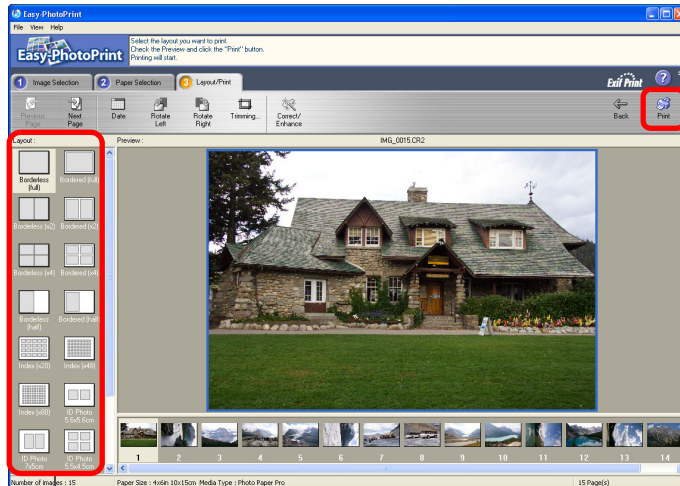 Easy-PhotoPrint
File View Help
Easy-PhotoPrint
Select the layout you want to print.
Check the Preview and click the "Print" button.
Printing will start.
1 Image Selection
2 Paper Selection
3 Layout/Print
Exif Print
?
Previous Page
Next Page
Date
Rotate Left
Rotate Right
Trimming...
Correct/ Enhance
Back
Print
Layout :
Preview :
IMG_0015.CR2
Borderless (full)
Bordered (full)
Borderless (x2)
Bordered (x2)
Borderless (x4)
Bordered (x4)
Borderless (half)
Bordered (half)
Index (x20)
Index (x40)
Index (x80)
ID Photo 5.5x5.6cm
ID Photo 7x5cm
ID Photo 5.5x4.5cm
1 2 3 4 5 6 7 8 9 10 11 12 13 14
Number of images : 15
Paper Size : 4x6in 10x15cm Media Type : Photo Paper Pro
15 Page(s)